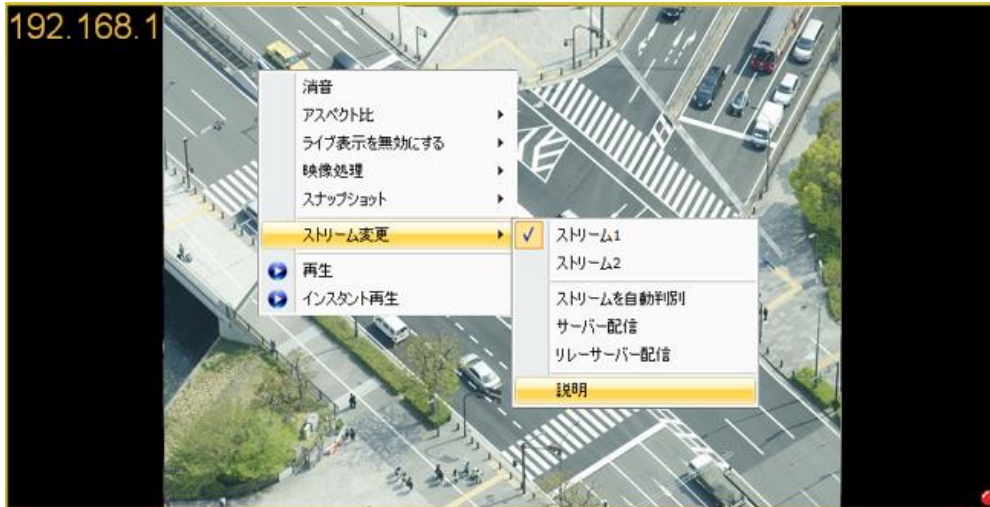 192.168.1
消音
アスペクト比
ライブ表示を無効にする
映像処理
スナップショット
ストリーム変更
再生
インスタント再生
ストリーム1
ストリーム2
ストリームを自動判別
サーバー配信
リレーサーバー配信
説明